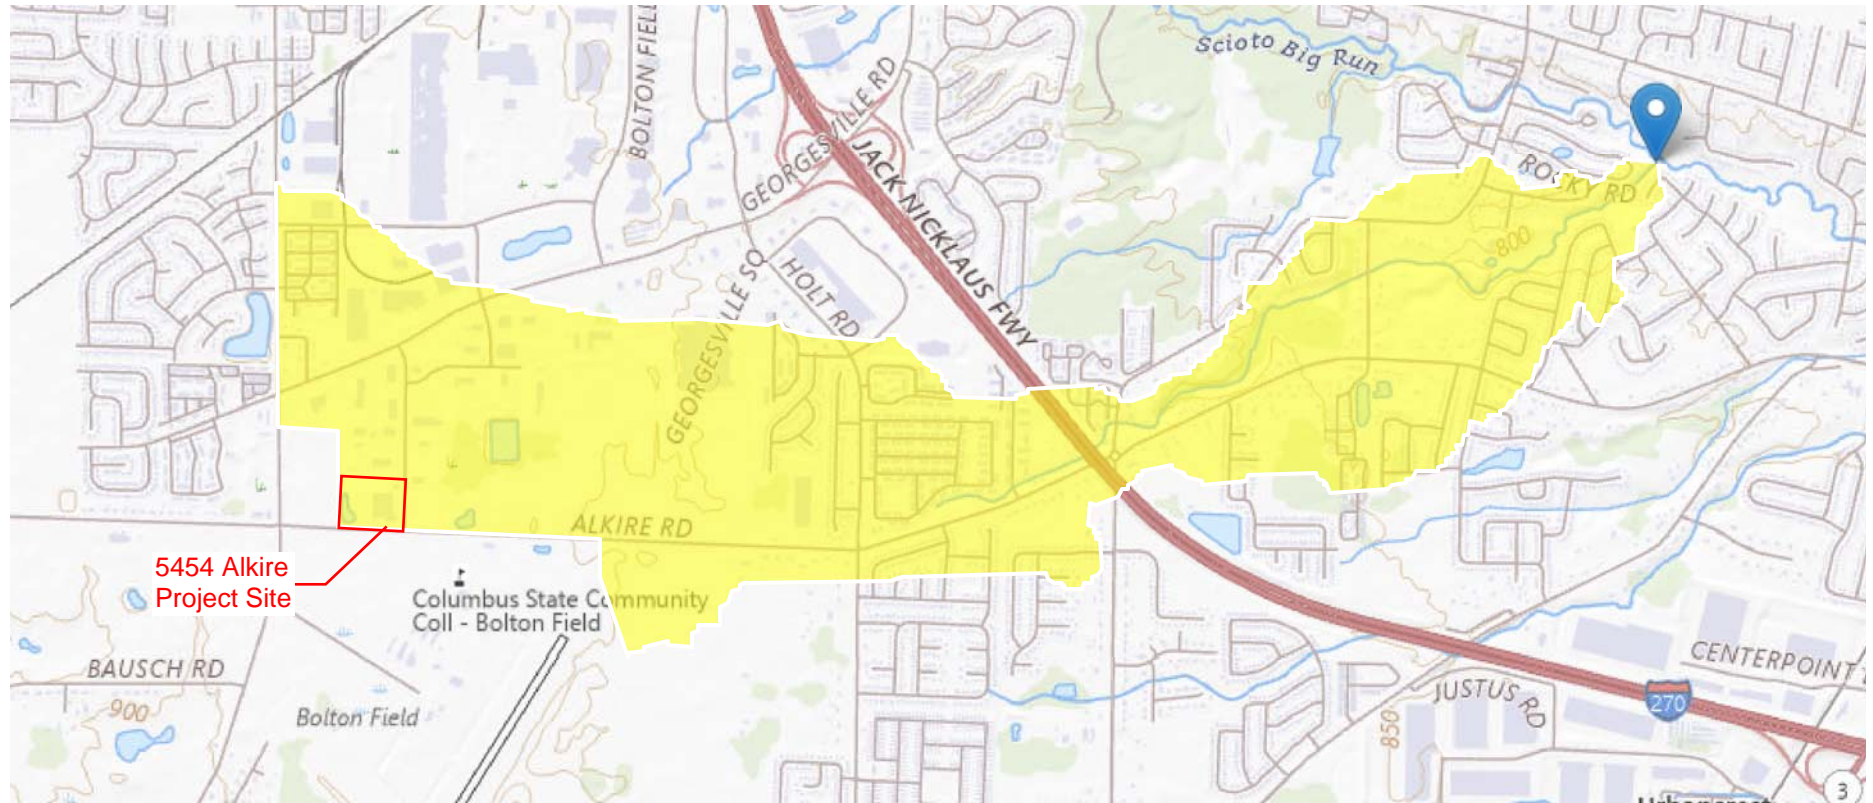 Scioto Big Run
BOLTON FIEL
GEORGESVILLE RD
JACK NICKLAUS FWY
ROCKY RD
800
GEORGESVILLE SQ
HOLT RD
ALKIRE RD
5454 Alkire
Project Site
Columbus State Community
Coll - Bolton Field
BAUSCH RD
900
Bolton Field
CENTERPOINT
JUSTUS RD
270
850
3